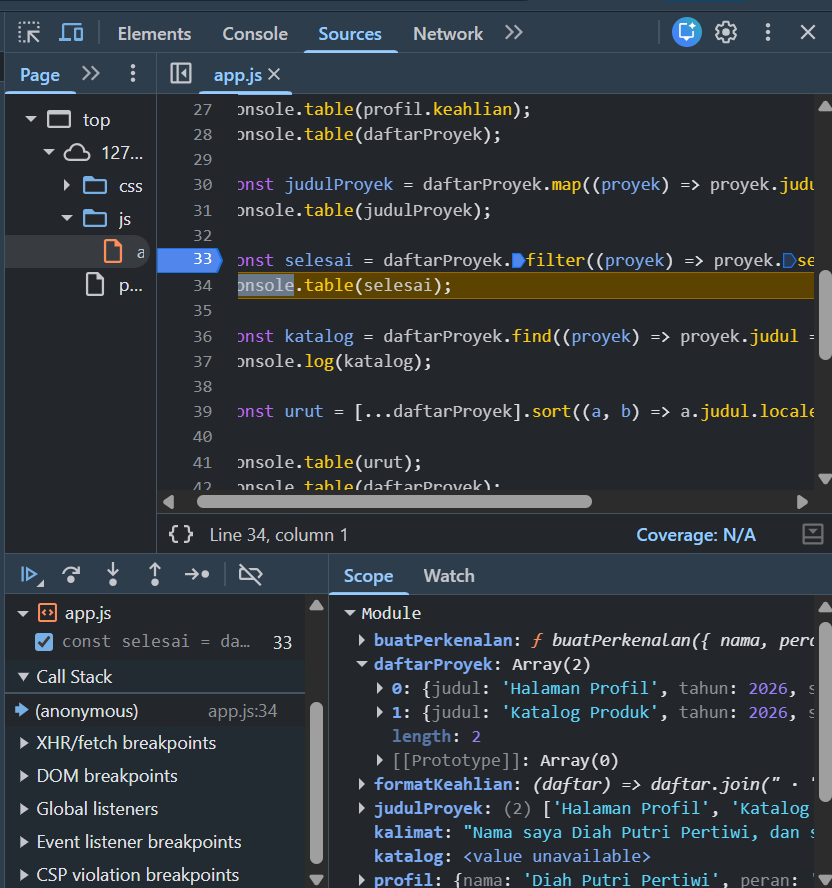 Elements Console Sources Network
Page
app.js
top
127...
css
js
a
p...
27 onsole.table(profil.keahlian);
28 onsole.table(daftarProyek);
29
30 onst judulProyek = daftarProyek.map((proyek) => proyek.judu
31 onsole.table(judulProyek);
32
33 onst selesai = daftarProyek.filter((proyek) => proyek.se
34 onsole.table(selesai);
35
36 onst katalog = daftarProyek.find((proyek) => proyek.judul =
37 onsole.log(katalog);
38
39 onst urut = [...daftarProyek].sort((a, b) => a.judul.locale
40
41 onsole.table(urut);
42 onsole.table(daftarProyek);
{} Line 34, column 1 Coverage: N/A
app.js
const selesai = da… 33
Call Stack
(anonymous) app.js:34
XHR/fetch breakpoints
DOM breakpoints
Global listeners
Event listener breakpoints
CSP violation breakpoints
Scope Watch
Module
buatPerkenalan: ƒ buatPerkenalan({ nama, pera
daftarProyek: Array(2)
0: {judul: 'Halaman Profil', tahun: 2026, s
1: {judul: 'Katalog Produk', tahun: 2026, s
length: 2
[[Prototype]]: Array(0)
formatKeahlian: (daftar) => daftar.join(" · "
judulProyek: (2) ['Halaman Profil', 'Katalog
kalimat: "Nama saya Diah Putri Pertiwi, dan s
katalog: <value unavailable>
profil: {nama: 'Diah Putri Pertiwi', peran: '